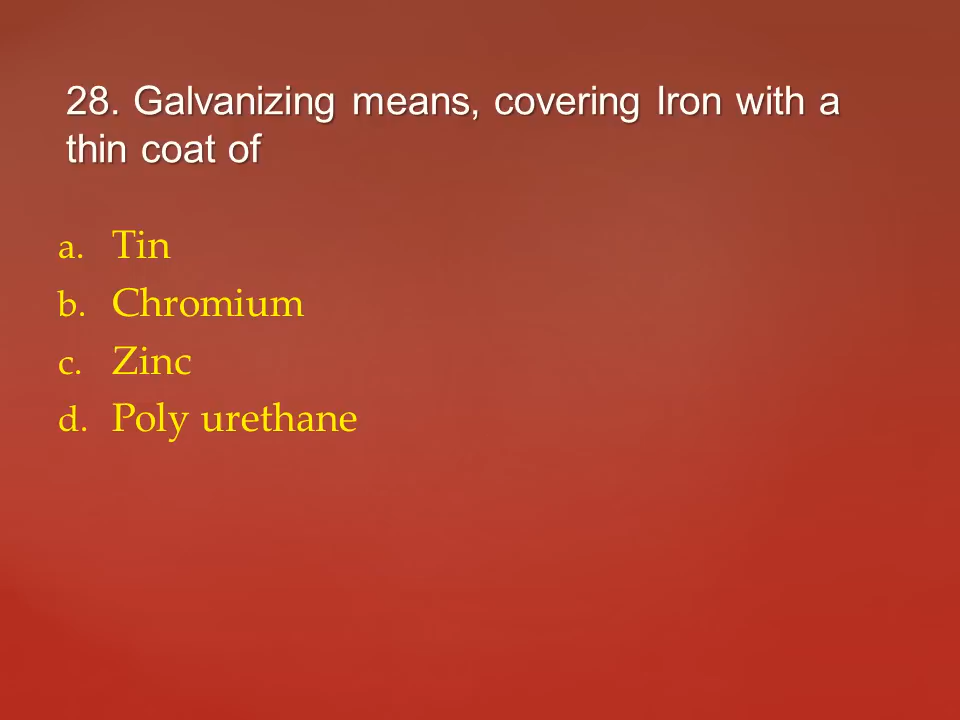 28. Galvanizing means, covering Iron with a
thin coat of
a. Tin
b. Chromium
c. Zinc
d. Poly urethane